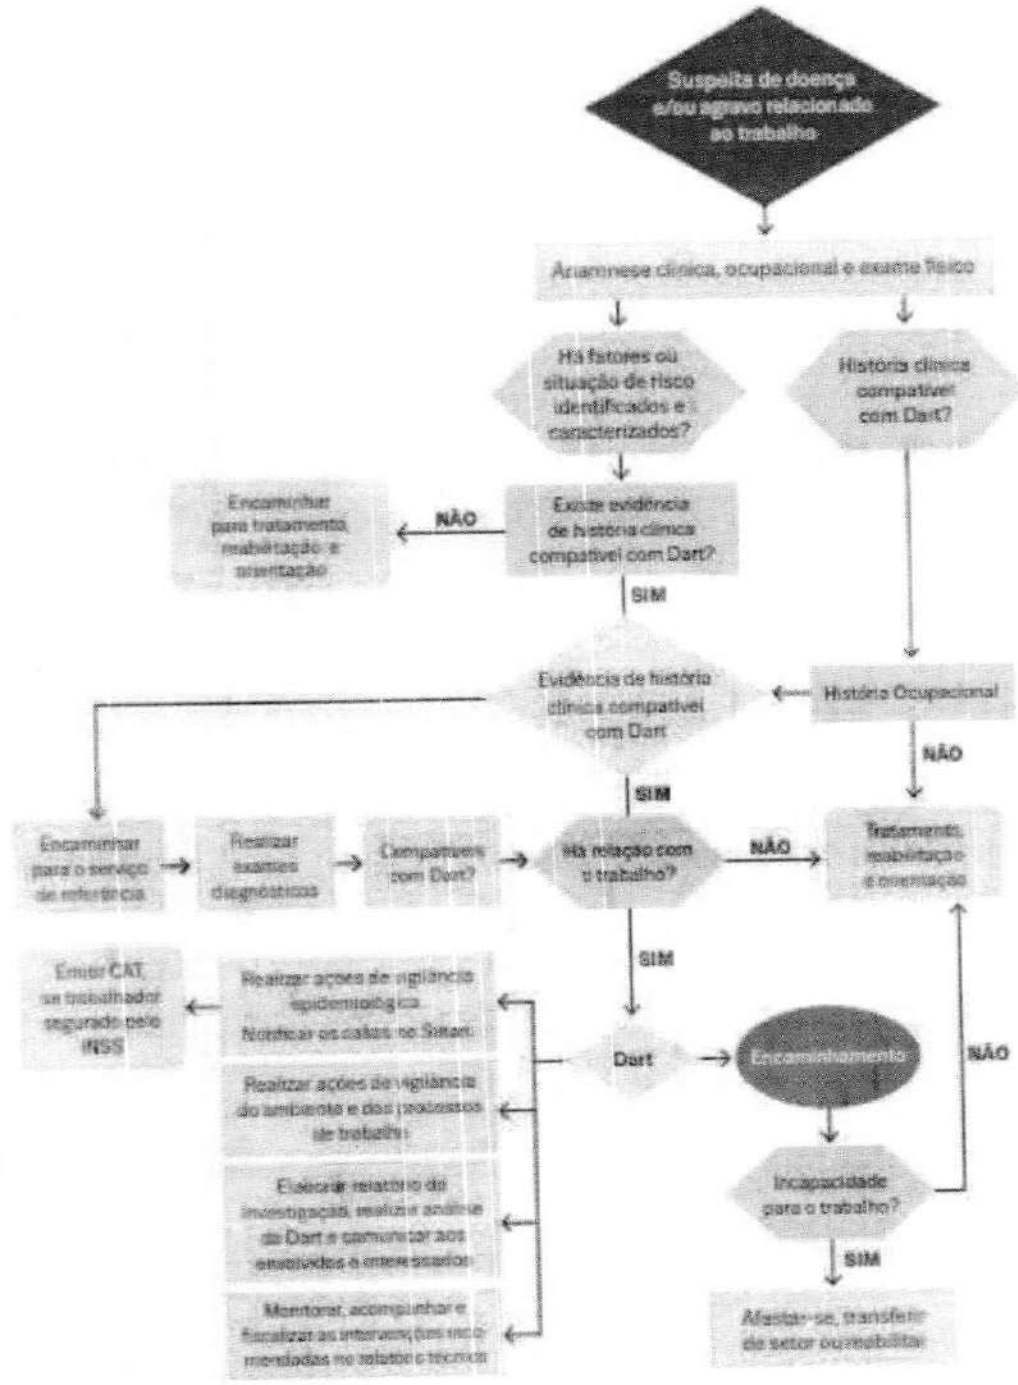 Suspeita de doença
e/ou agravo relacionado
ao trabalho
Anamnese clínica, ocupacional e exame físico
Há fatores ou
situação de risco
identificados e
caracterizados?
História clínica
compatível
com Dart?
Encaminhar
para tratamento,
reabilitação e
orientação
NÃO
Existe evidência
de história clínica
compatível com Dart?
SIM
Evidência de história
clínica compatível
com Dart
História Ocupacional
NÃO
SIM
Encaminhar
para o serviço
de referência
Realizar
exames
diagnósticos
com Dart?
Há relação com
o trabalho?
NÃO
Tratamento,
reabilitação
e orientação
SIM
Emitir CAT,
se trabalhador
segurado pelo
INSS
Realizar ações de vigilância
epidemiológica
Notificar os casos no Sinan
Dart
Encaminhamento
NÃO
Realizar ações de vigilância
do ambiente e dos processos
de trabalho
Elaborar relatório da
investigação, realizar análise
da Dart e comunicar aos
envolvidos e interessados
Incapacidade
para o trabalho?
SIM
Monitorar, acompanhar e
fiscalizar as intervenções reco-
mendadas no relatório técnico
Afastar-se, transferir
de setor ou reabilitar